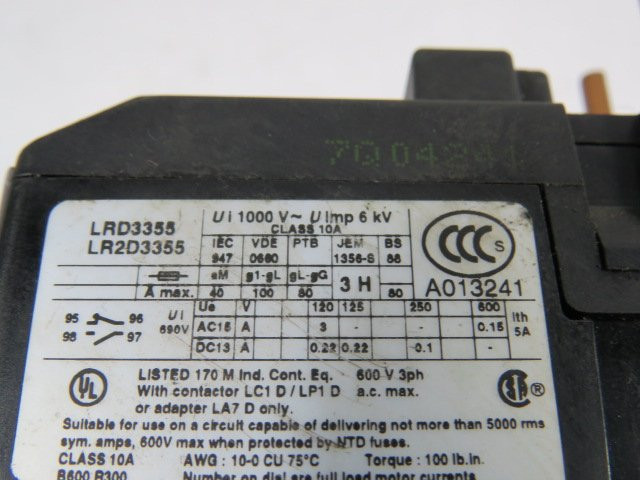 LRD3355
LR2D3355
Ui 1000 V~ Uimp 6 kV
CLASS 10A
IEC VDE PTB JEM BS
947 0660 1356-S 88
aM g1-gL gL-gG 3 H
A max. 40 100 80 80
CCC S
A013241
Ue V 120 125 250 600 Ith
95 96 Ui AC15 A 3 - - 0.15 5A
98 97 690V DC13 A 0.22 0.22 0.1 -
UL LISTED 170 M Ind. Cont. Eq. 600 V 3ph
With contactor LC1 D / LP1 D a.c. max.
or adapter LA7 D only.
Suitable for use on a circuit capable of delivering not more than 5000 rms
sym. amps, 600V max when protected by NTD fuses.
CLASS 10A AWG : 10-0 CU 75°C Torque : 100 lb.in.
B600 R300 Number on dial are full load motor currents